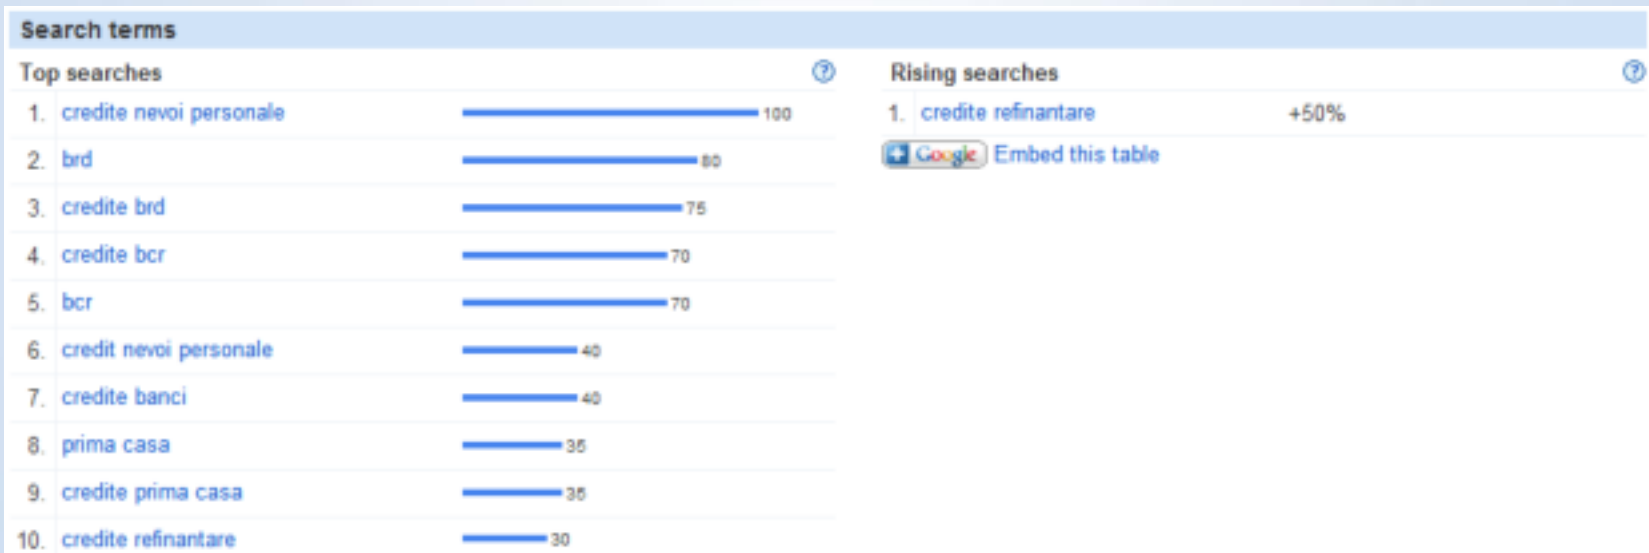 Search terms
Top searches
1. credite nevoi personale 100
2. brd 80
3. credite brd 75
4. credite bcr 70
5. bcr 70
6. credit nevoi personale 40
7. credite banci 40
8. prima casa 35
9. credite prima casa 35
10. credite refinantare 30
Rising searches
1. credite refinantare +50%
Google Embed this table